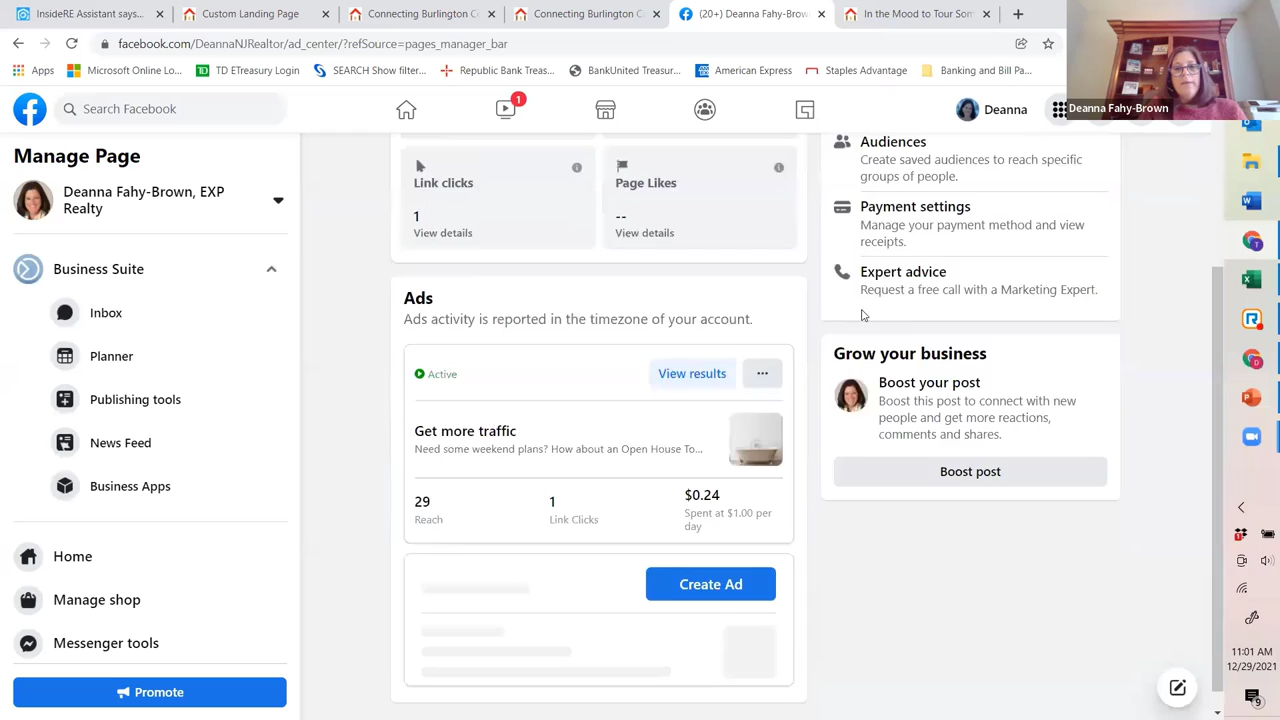 InsideRE Assistant says...
Custom Landing Page
Connecting Burlington C
Connecting Burlington C
(20+) Deanna Fahy-Brow
In the Mood to Tour Som
facebook.com/DeannaNJRealtor/ad_center/?refSource=pages_manager_bar
Apps
Microsoft Online Lo...
TD ETreasury Login
SEARCH Show filter...
Republic Bank Treas...
BankUnited Treasur...
American Express
Staples Advantage
Banking and Bill Pa...
Deanna Fahy-Brown
Search Facebook
1
Deanna
Manage Page
Deanna Fahy-Brown, EXP
Realty
Business Suite
Inbox
Planner
Publishing tools
News Feed
Business Apps
Home
Manage shop
Messenger tools
Promote
Link clicks
1
View details
Page Likes
--
View details
Ads
Ads activity is reported in the timezone of your account.
Active
View results
...
Get more traffic
Need some weekend plans? How about an Open House To...
29
Reach
1
Link Clicks
$0.24
Spent at $1.00 per
day
Create Ad
Audiences
Create saved audiences to reach specific
groups of people.
Payment settings
Manage your payment method and view
receipts.
Expert advice
Request a free call with a Marketing Expert.
Grow your business
Boost your post
Boost this post to connect with new
people and get more reactions,
comments and shares.
Boost post
11:01 AM
12/29/2021
9